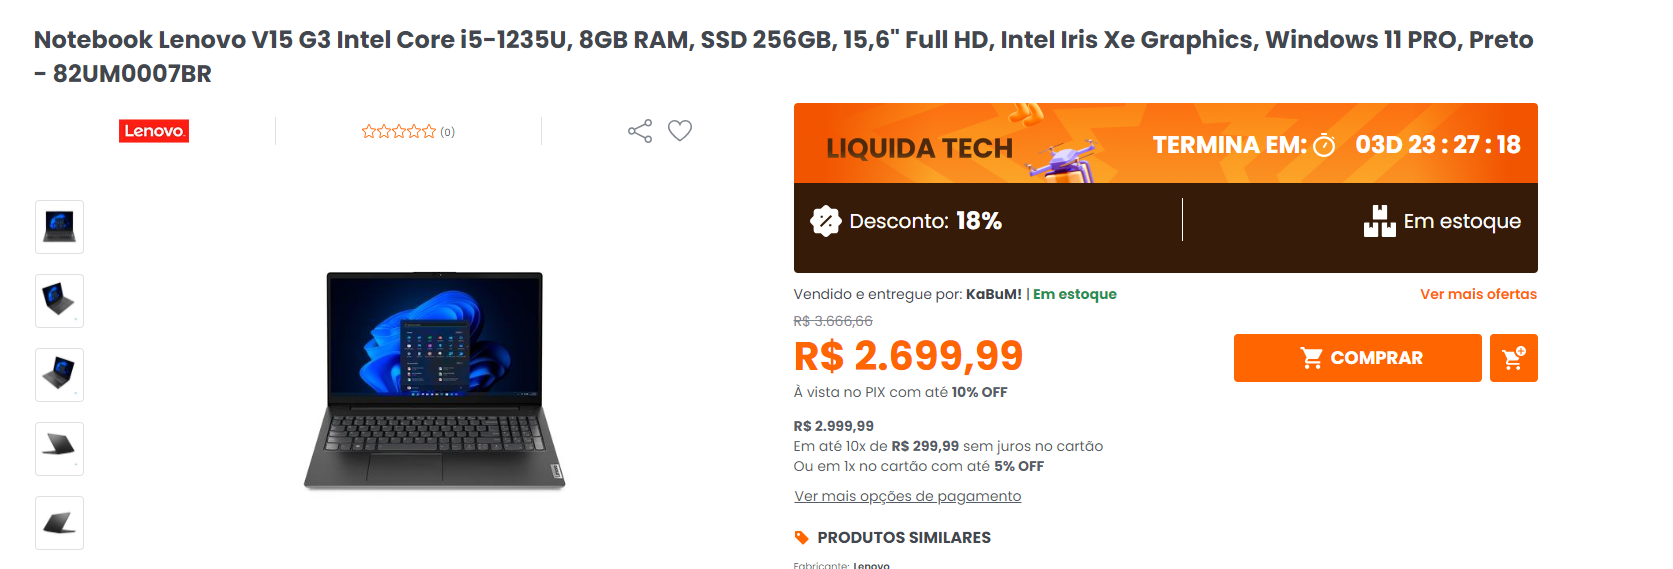 Notebook Lenovo V15 G3 Intel Core i5-1235U, 8GB RAM, SSD 256GB, 15,6" Full HD, Intel Iris Xe Graphics, Windows 11 PRO, Preto
- 82UM0007BR
Lenovo
(0)
LIQUIDA TECH
TERMINA EM: 03D 23 : 27 : 18
Desconto: 18%
Em estoque
Vendido e entregue por: KaBuM! | Em estoque
Ver mais ofertas
R$ 3.666,66
R$ 2.699,99
COMPRAR
À vista no PIX com até 10% OFF
R$ 2.999,99
Em até 10x de R$ 299,99 sem juros no cartão
Ou em 1x no cartão com até 5% OFF
Ver mais opções de pagamento
PRODUTOS SIMILARES
Fabricante: Lenovo